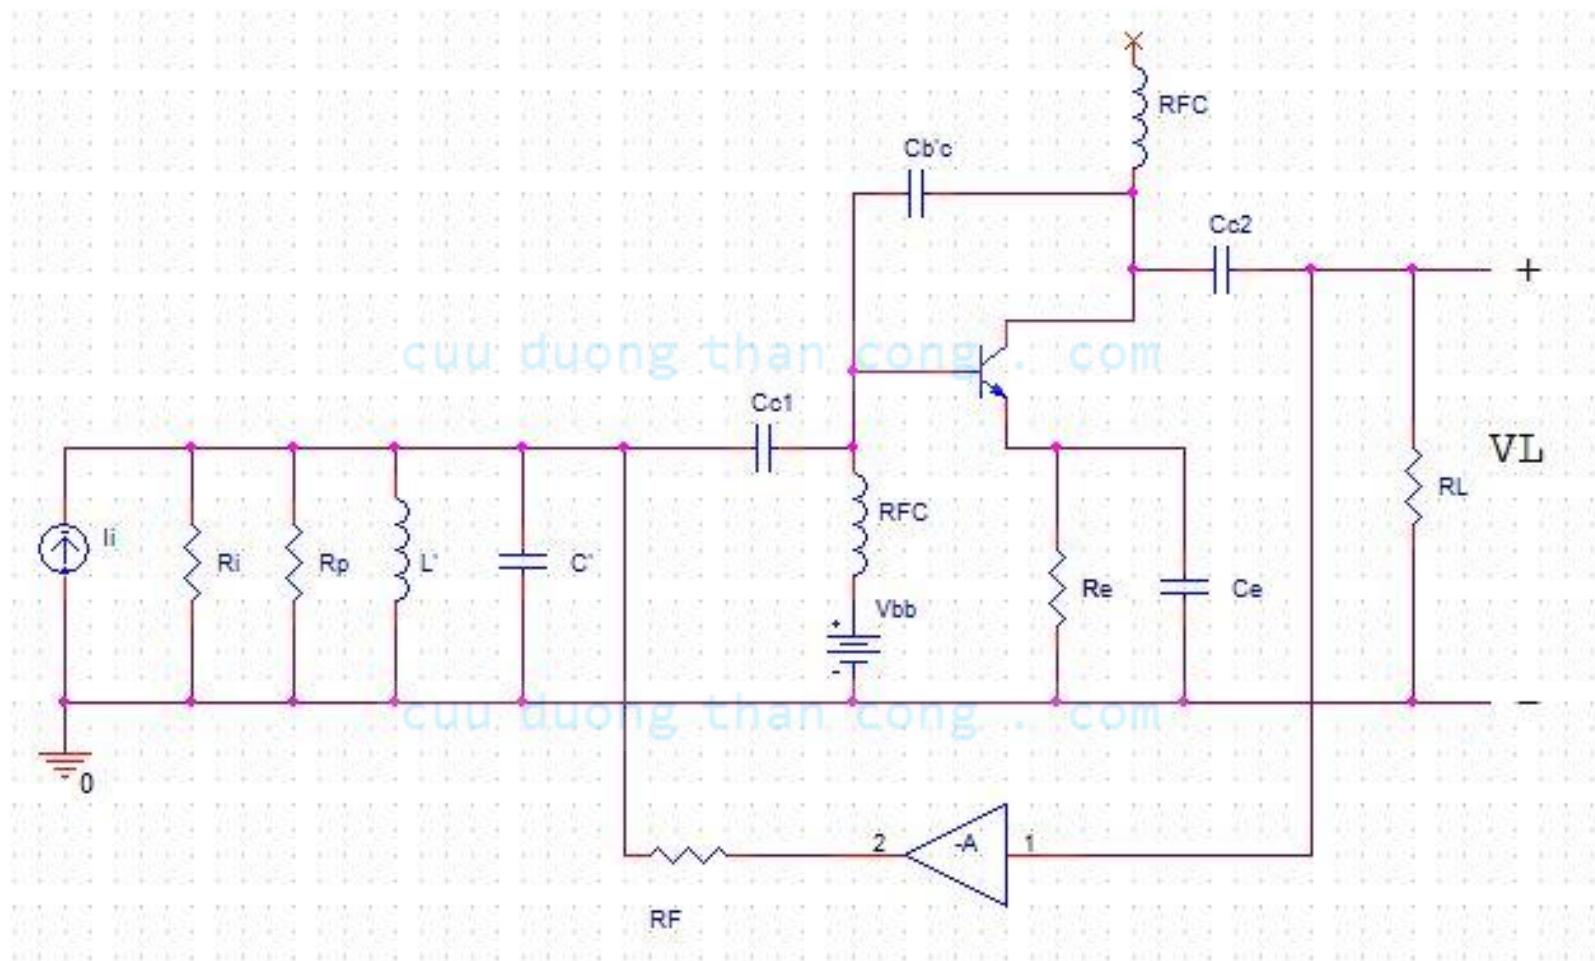 RFC
Cb'c
Cc2
+
cuu duong than cong . com
Cc1
VL
RL
RFC
Ii
Ri
Rp
L'
C'
Re
Ce
Vbb
+
-
cuu duong than cong . com
-
0
2
-A
1
RF